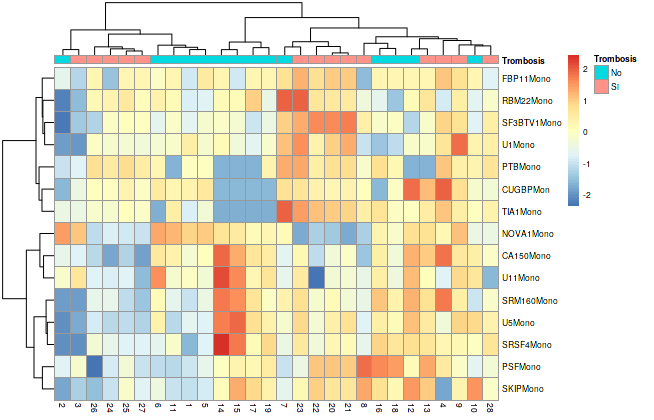 Trombosis
Trombosis
No
SI
2
1
0
-1
-2
FBP11Mono
RBM22Mono
SF3BTV1Mono
U1Mono
PTBMono
CUGBPMon
TIA1Mono
NOVA1Mono
CA150Mono
U11Mono
SRM160Mono
U5Mono
SRSF4Mono
PSFMono
SKIPMono
2 3 26 24 25 27 6 11 1 5 14 15 17 19 7 23 22 20 21 8 16 18 12 13 4 9 10 28